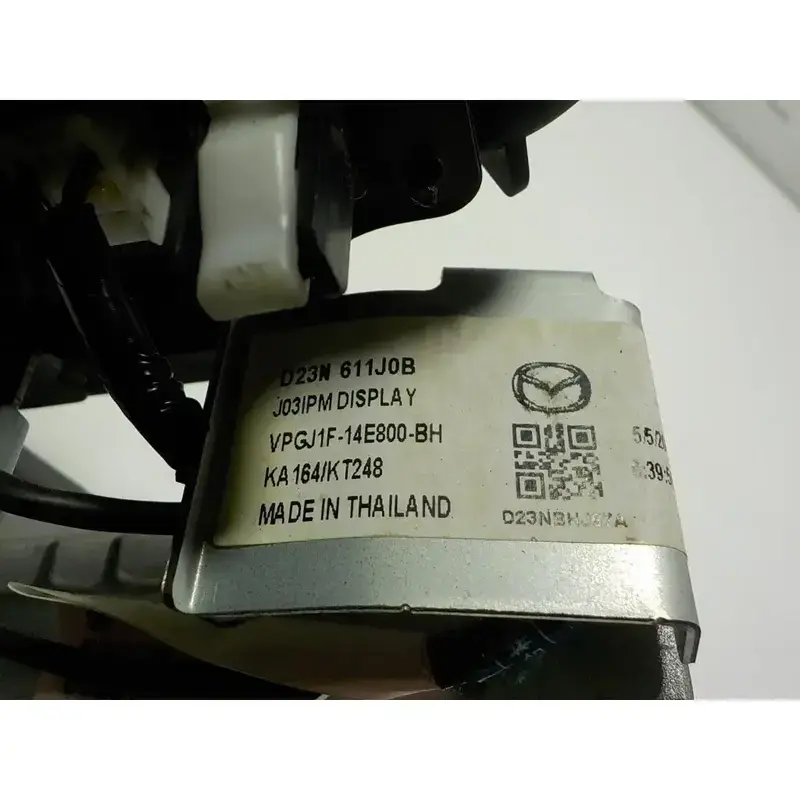 D23N 611J0B
J03IPM DISPLAY
VPGJ1F-14E800-BH
KA164/KT248
MADE IN THAILAND